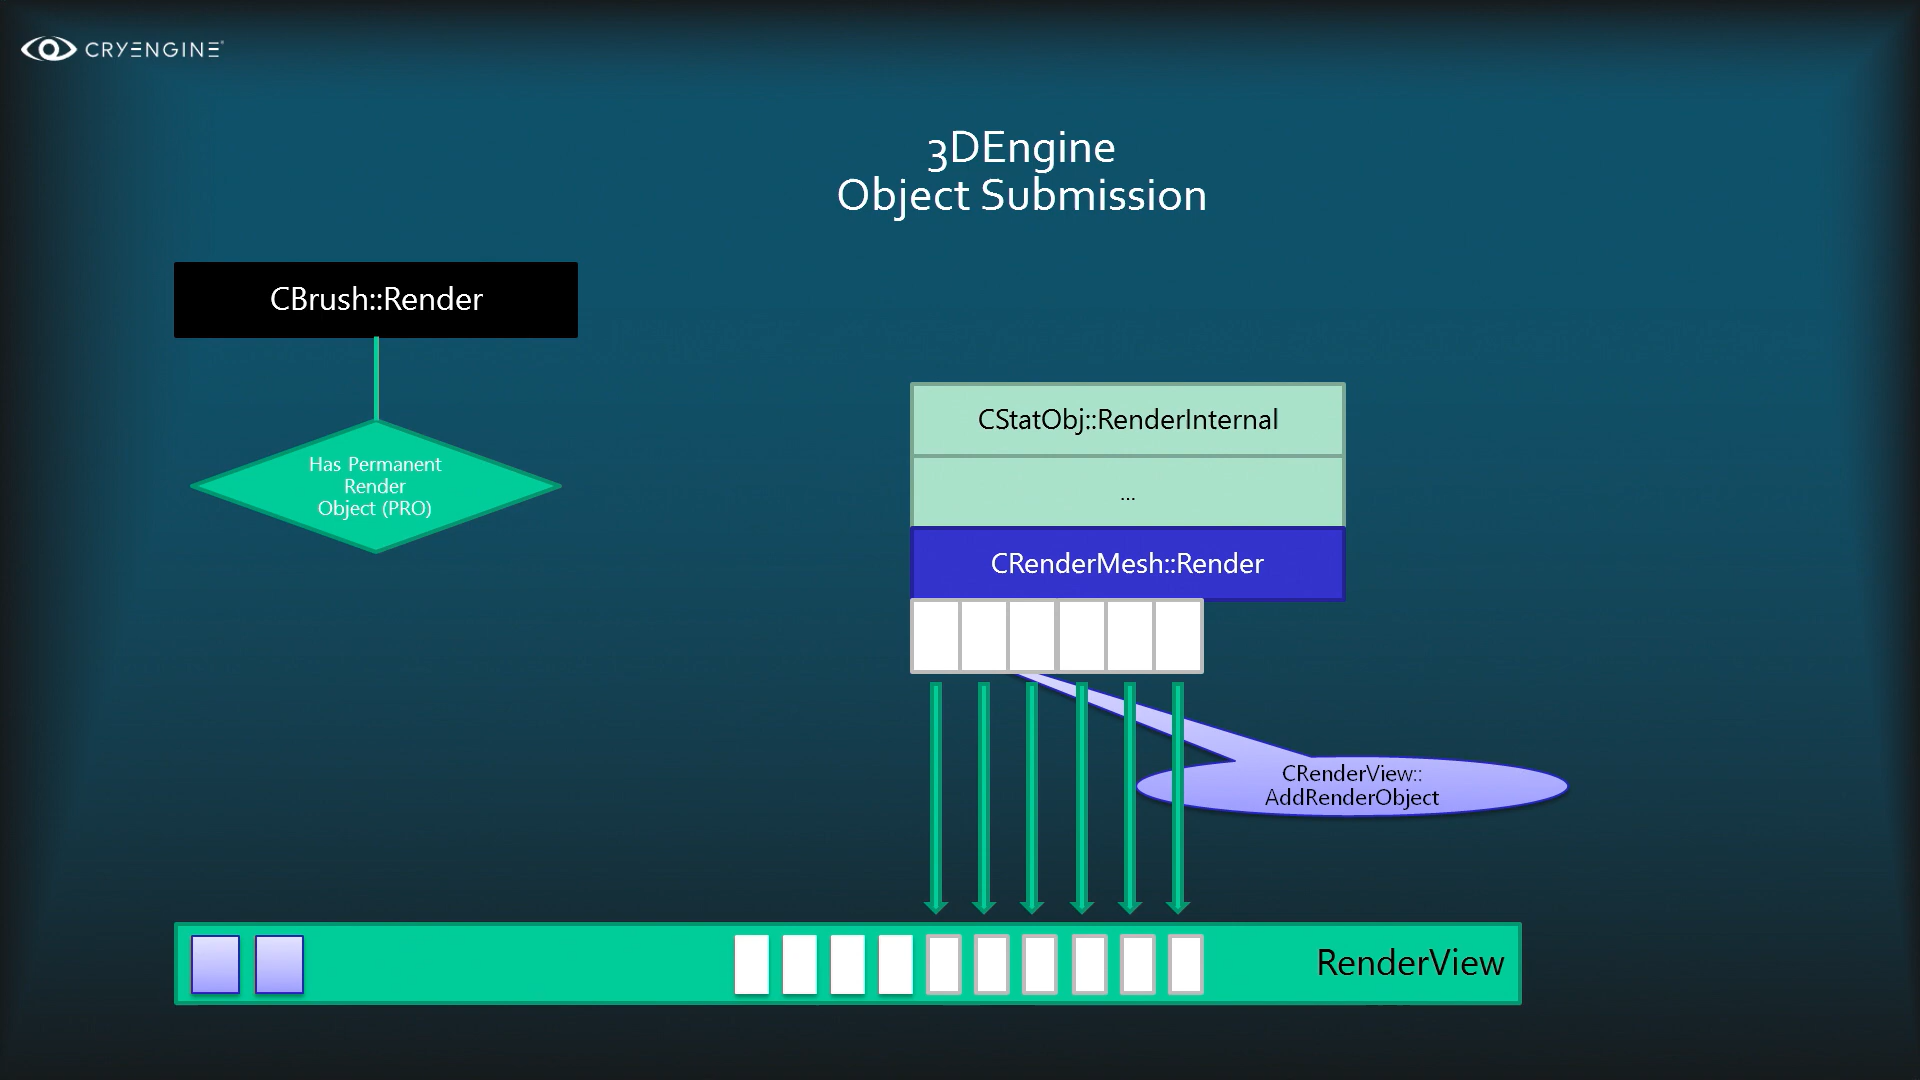 CRYENGINE
3DEngine
Object Submission
CBrush::Render
Has Permanent
Render
Object (PRO)
CStatObj::RenderInternal
...
CRenderMesh::Render
CRenderView::
AddRenderObject
RenderView